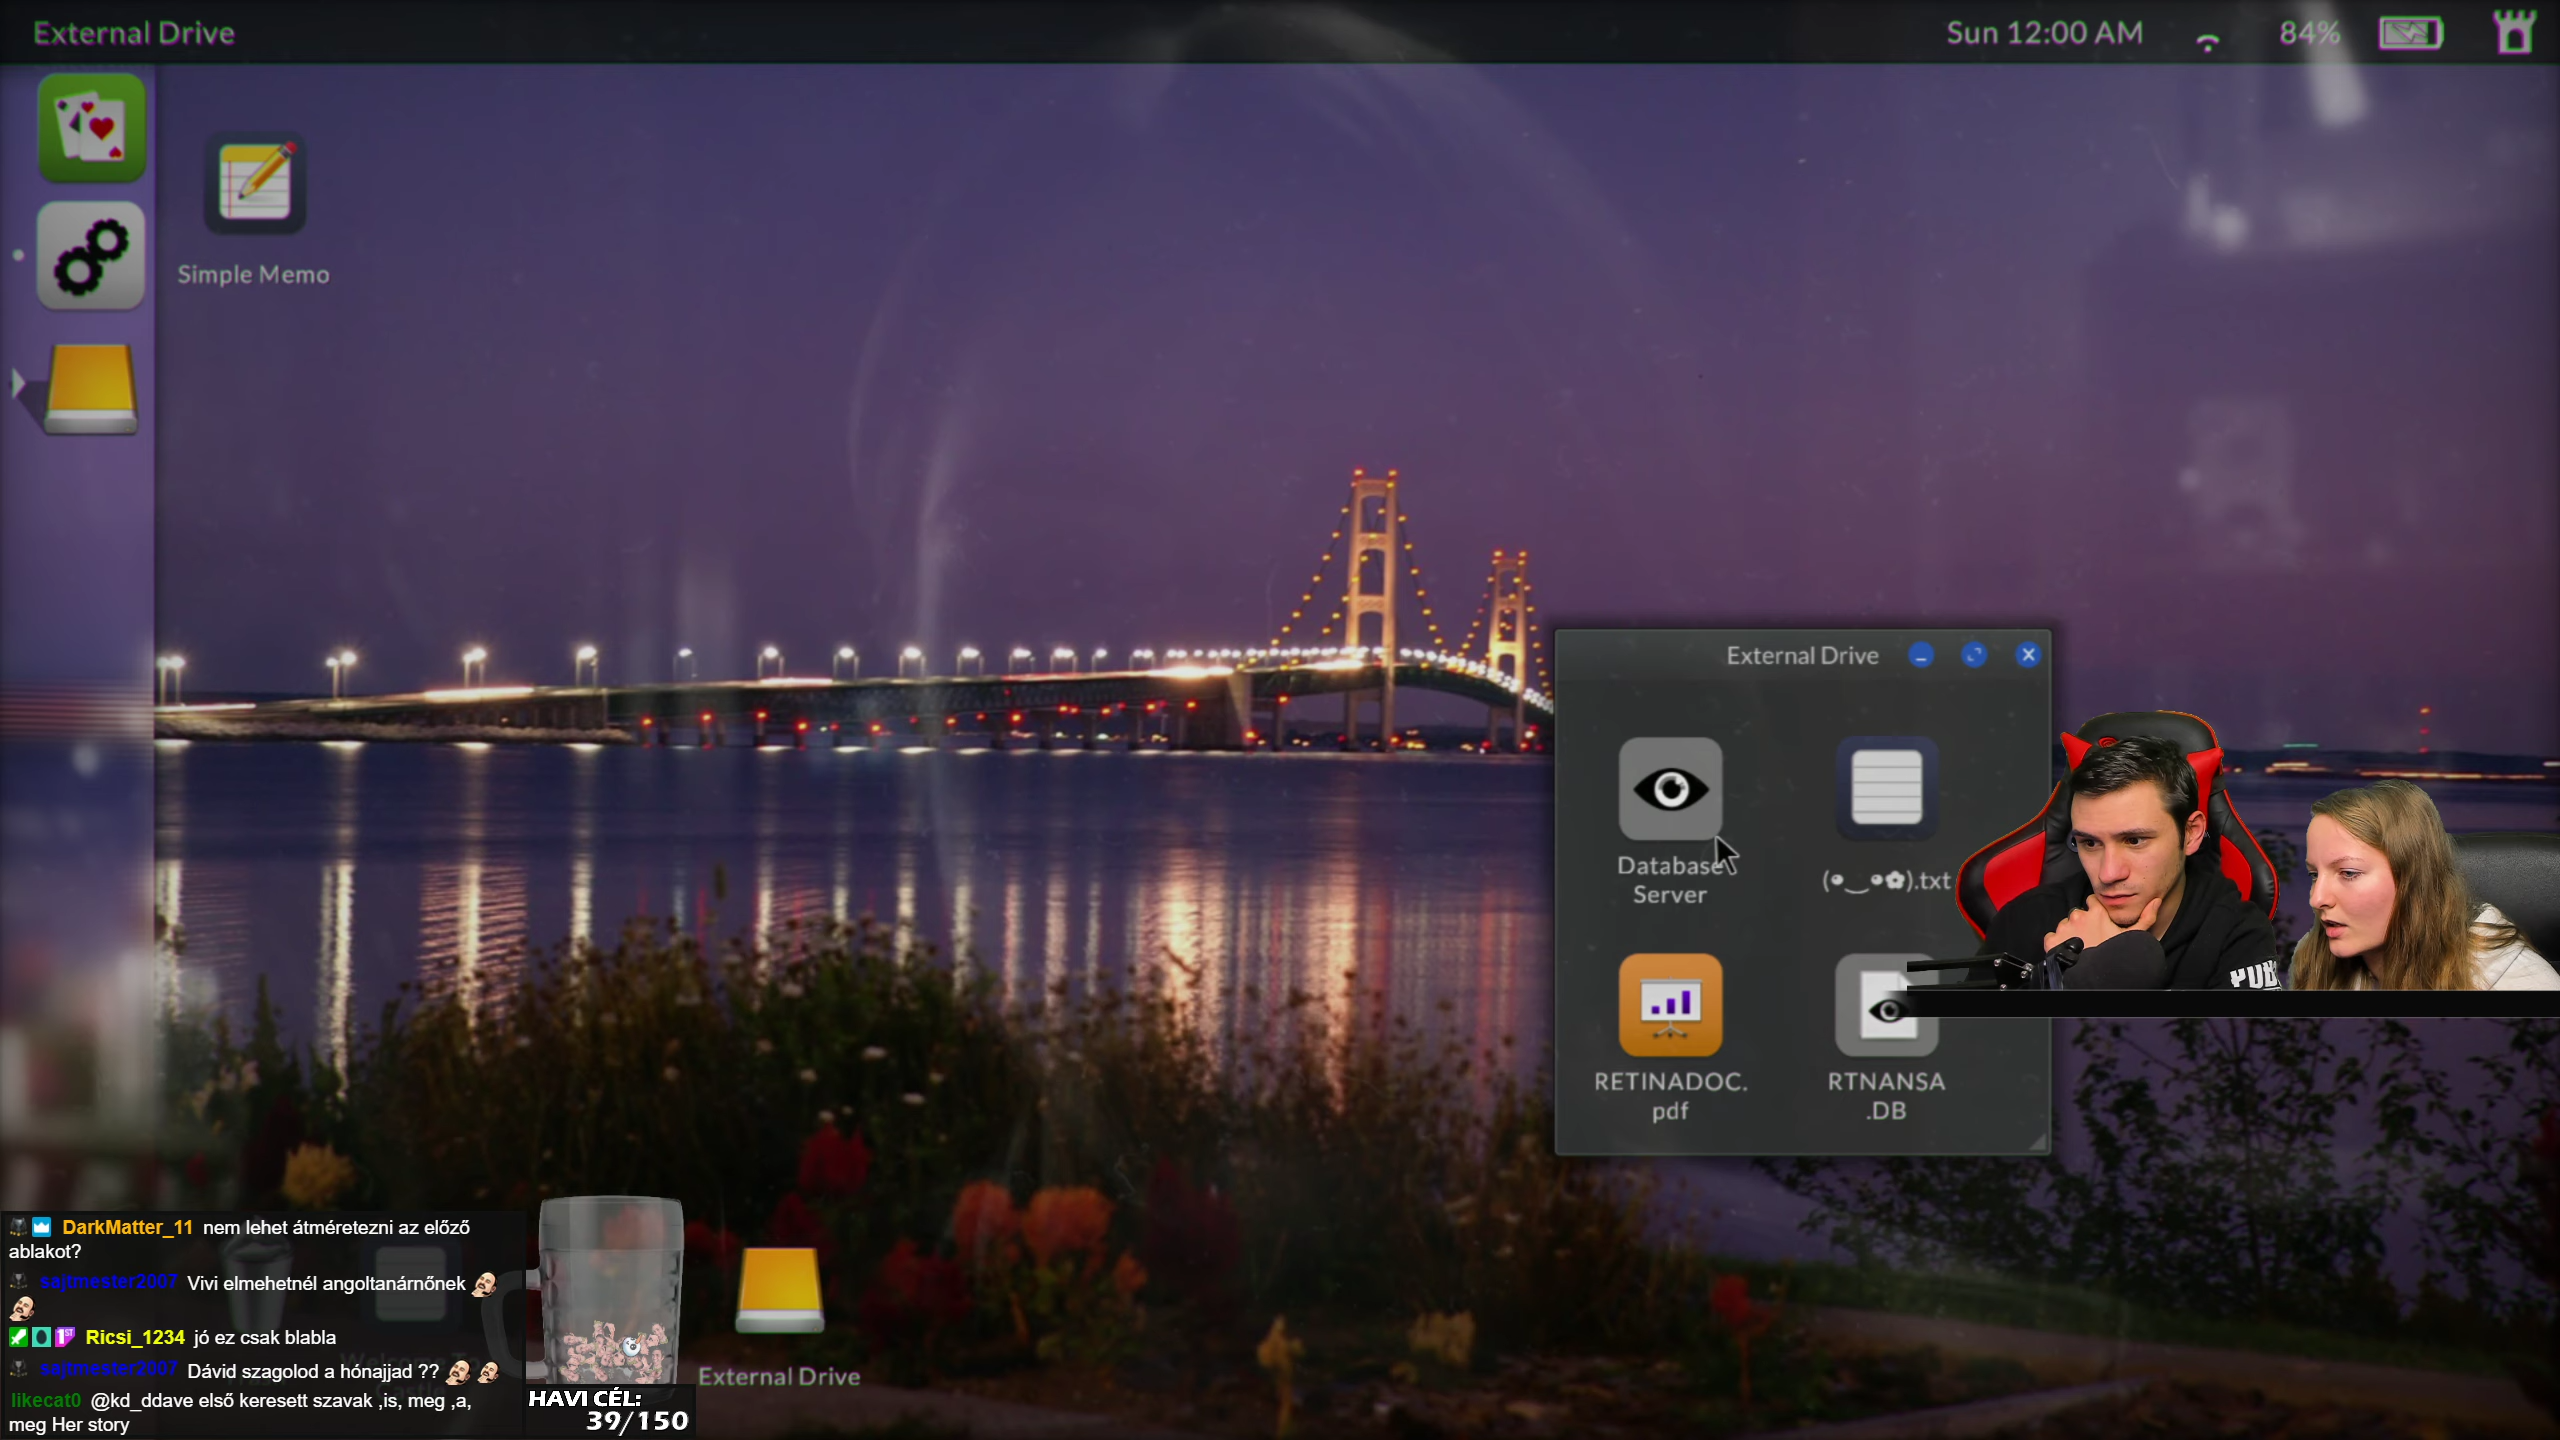 External Drive
Sun 12:00 AM
84%
Simple Memo
External Drive
Database
Server
(•‿•✿).txt
RETINADOC.
pdf
RTNANSA
.DB
DarkMatter_11 nem lehet átméretezni az előző
ablakot?
sajtmester2007 Vivi elmehetnél angoltanárnőnek
Ricsi_1234 jó ez csak blabla
sajtmester2007 Dávid szagolod a hónajjad ??
likecat0 @kd_ddave első keresett szavak ,is, meg ,a,
meg Her story
HAVI CÉL:
39/150
External Drive